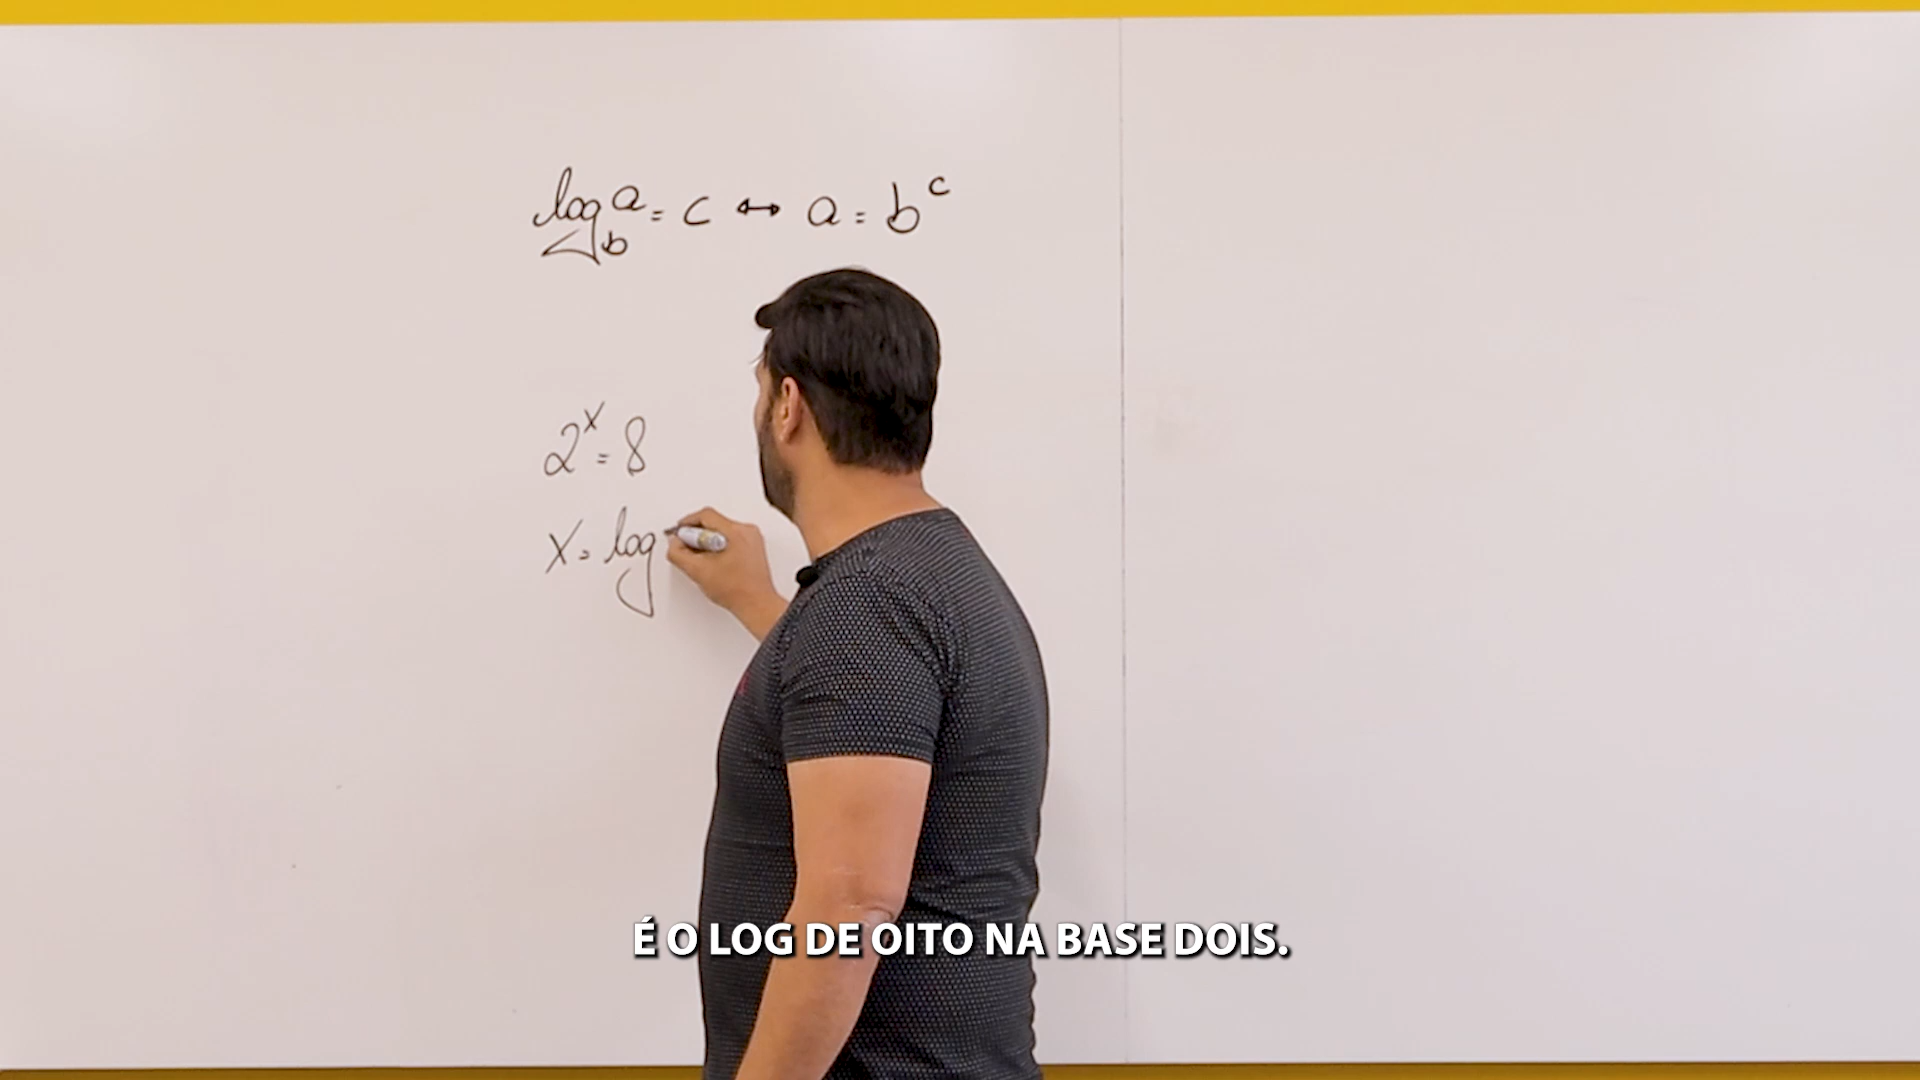 log_b a = c ↔ a = b^c
2^x = 8
x = log
É O LOG DE OITO NA BASE DOIS.